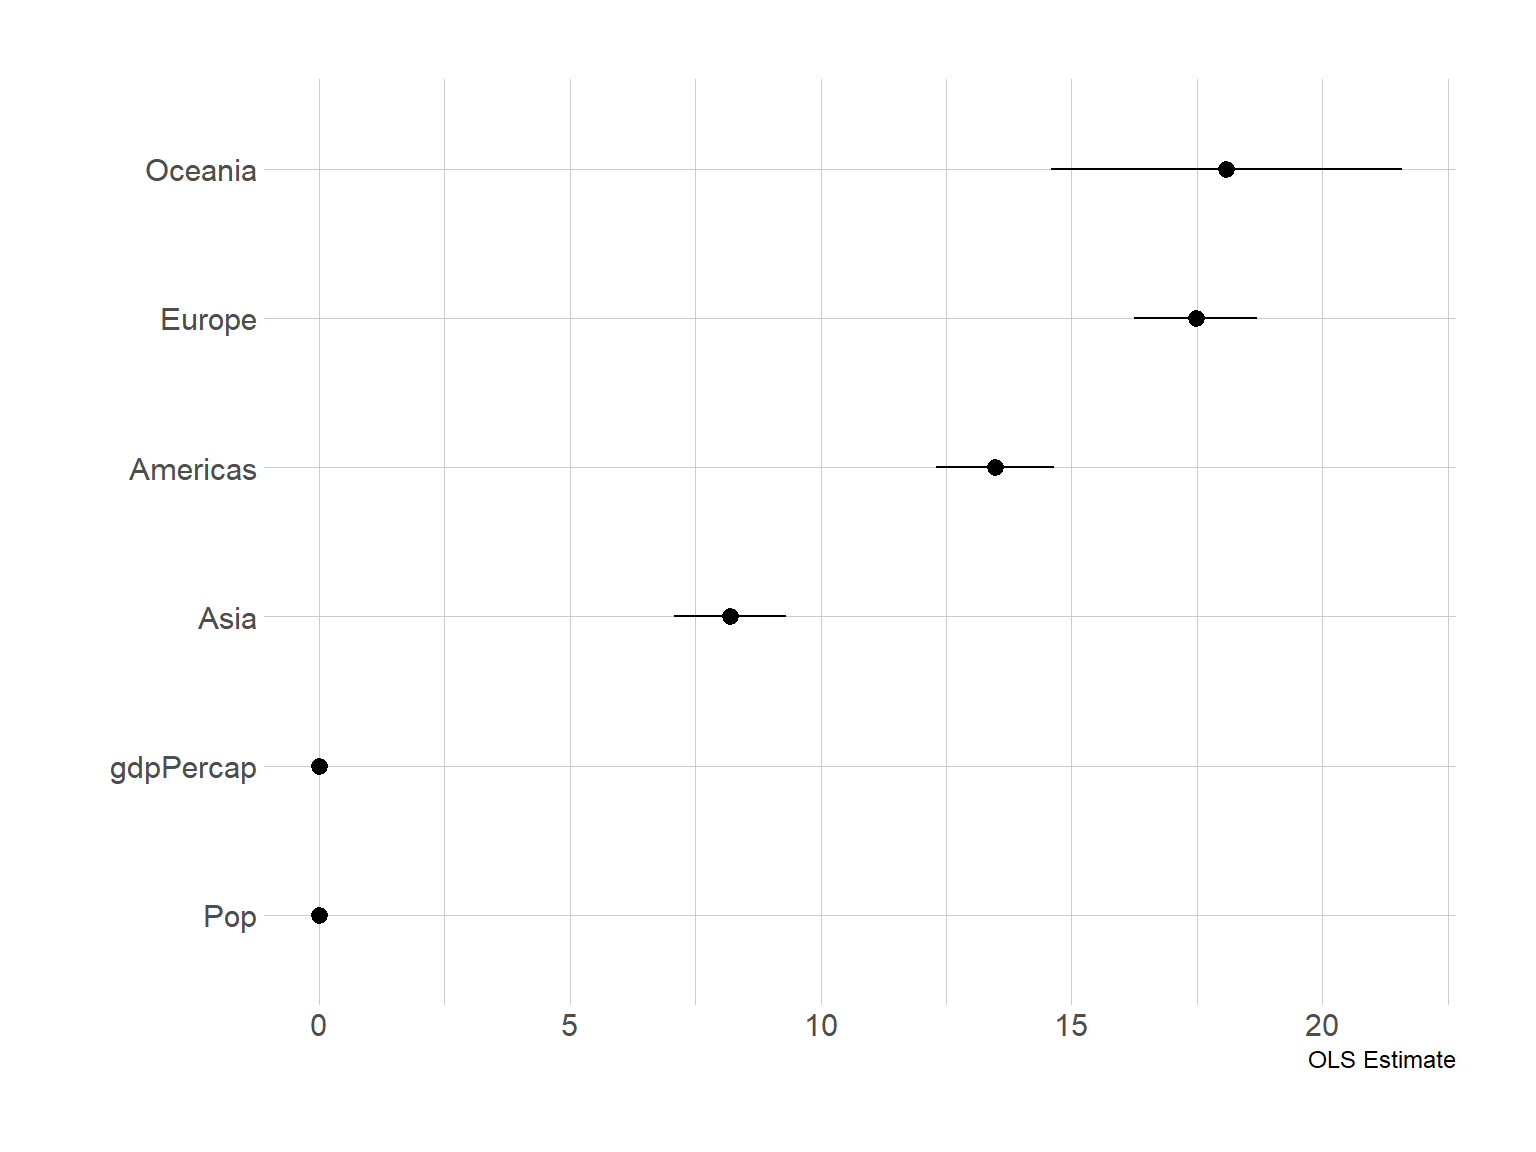 Oceania
Europe
Americas
Asia
gdpPercap
Pop
0 5 10 15 20
OLS Estimate